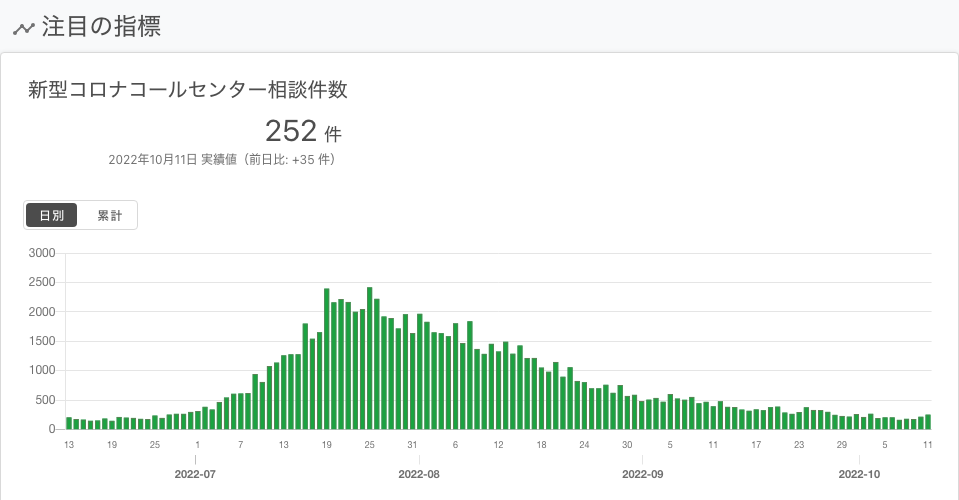 注目の指標
新型コロナコールセンター相談件数
252 件
2022年10月11日 実績値（前日比: +35 件）
日別 累計
3000
2500
2000
1500
1000
500
0
13 19 25 1 7 13 19 25 31 6 12 18 24 30 5 11 17 23 29 5 11
2022-07 2022-08 2022-09 2022-10